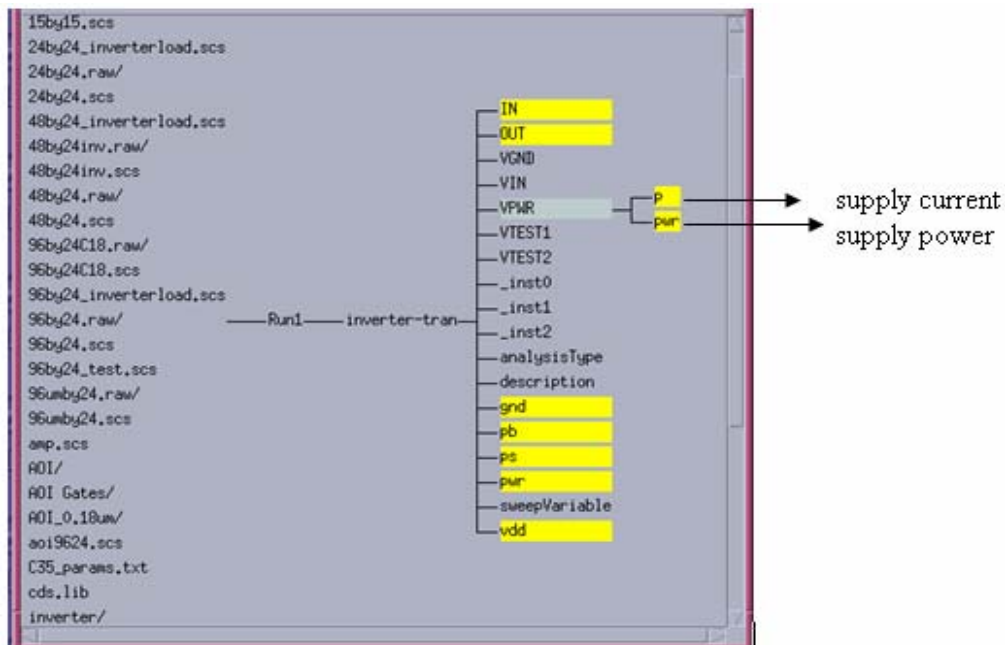 15by15.scs
24by24_inverterload.scs
24by24.raw/
24by24.scs
48by24_inverterload.scs
48by24inv.raw/
48by24inv.scs
48by24.raw/
48by24.scs
96by24C18.raw/
96by24C18.scs
96by24_inverterload.scs
96by24.raw/
96by24.scs
96by24_test.scs
96umby24.raw/
96umby24.scs
amp.scs
AOI/
AOI Gates/
AOI_0.18um/
aoi9624.scs
C35_params.txt
cds.lib
inverter/
Run1
inverter-tran
IN
OUT
VGND
VIN
VPWR
VTEST1
VTEST2
_inst0
_inst1
_inst2
analysisType
description
gnd
pb
ps
pwr
sweepVariable
vdd
p
pwr
supply current
supply power